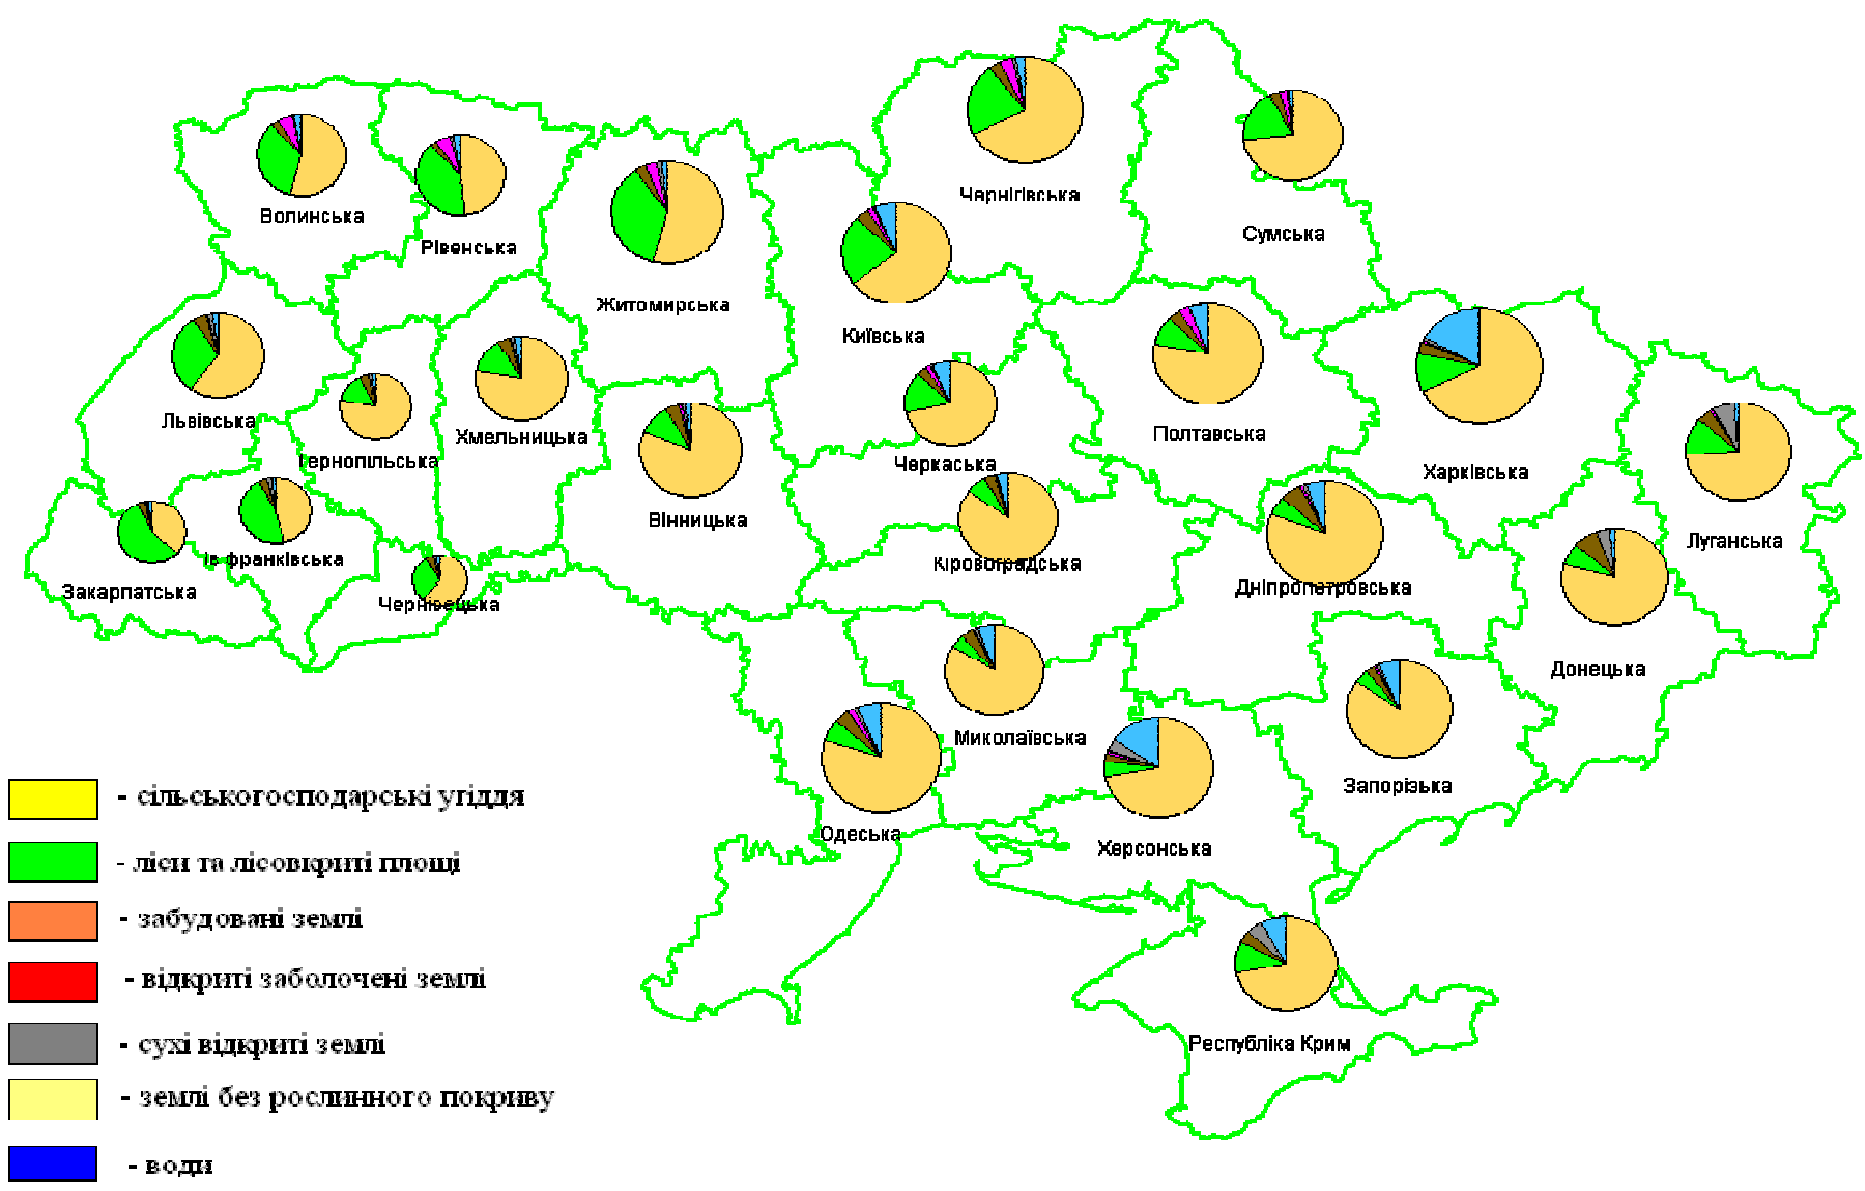 Чернігівська
Волинська
Сумська
Рівенська
Житомирська
Київська
Львівська
Хмельницька
Полтавська
Тернопільська
Черкаська
Харківська
Вінницька
Луганська
Ів франківська
Кіровоградська
Закарпатська
Чернівецька
Дніпропетровська
Донецька
Миколаївська
Запорізька
Одеська
Херсонська
Республіка Крим
- сільськогосподарські угіддя
- ліси та лісовкриті площі
- забудовані землі
- відкриті заболочені землі
- сухі відкриті землі
- землі без рослинного покриву
- води